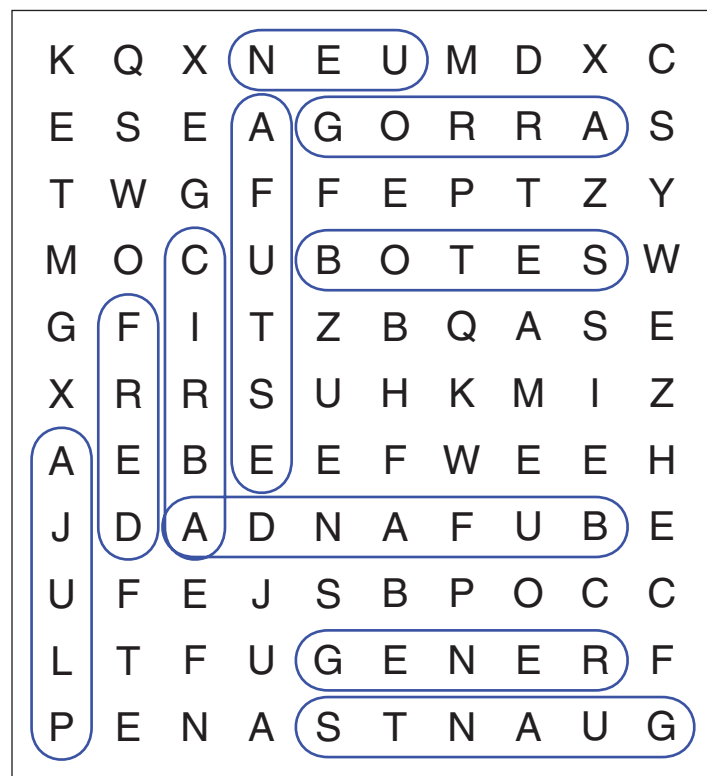 K Q X N E U M D X C
E S E A G O R R A S
T W G F F E P T Z Y
M O C U B O T E S W
G F I T Z B Q A S E
X R R S U H K M I Z
A E B E E F W E E H
J D A D N A F U B E
U F E J S B P O C C
L T F U G E N E R F
P E N A S T N A U G